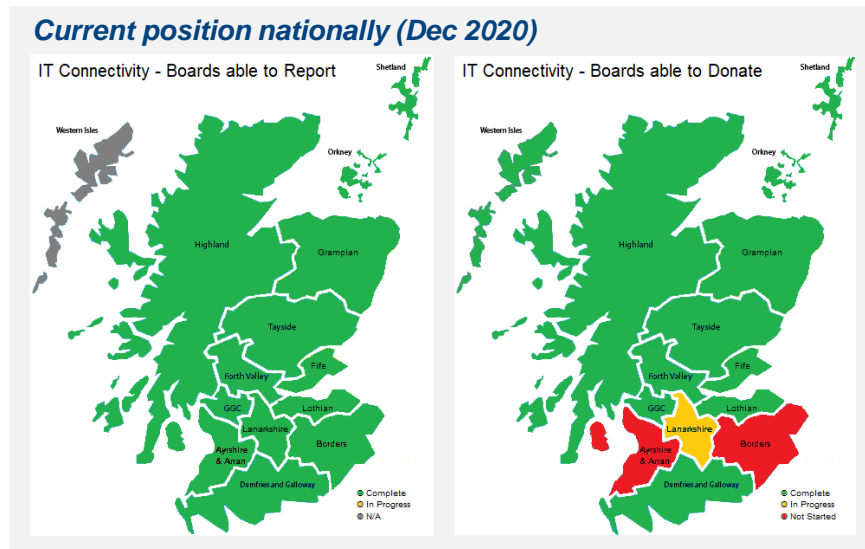 Current position nationally (Dec 2020)
IT Connectivity - Boards able to Report
Shetland
Western Isles
Orkney
Highland
Grampian
Tayside
Fife
Forth Valley
GGC
Lothian
Lanarkshire
Borders
Ayrshire
& Arran
Dumfries and Galloway
Complete
In Progress
N/A
IT Connectivity - Boards able to Donate
Shetland
Western Isles
Orkney
Highland
Grampian
Tayside
Fife
Forth Valley
GGC
Lothian
Lanarkshire
Borders
Ayrshire
& Arran
Dumfries and Galloway
Complete
In Progress
Not Started